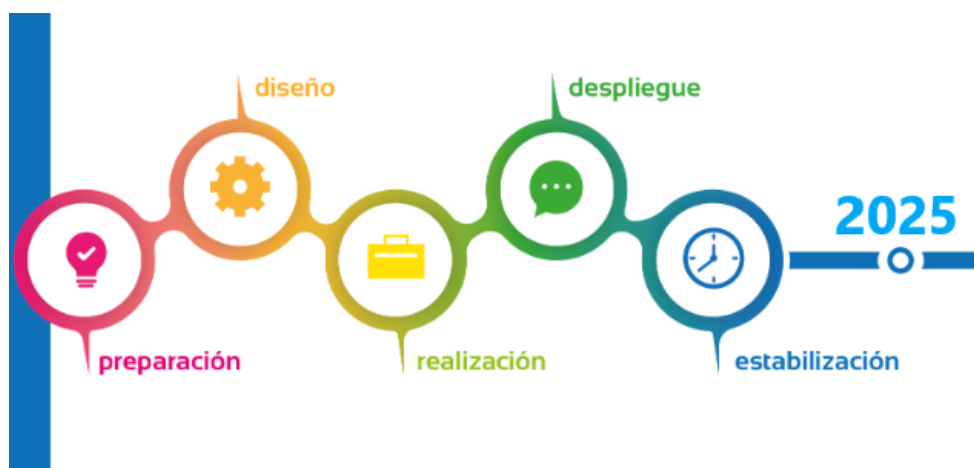 diseño
despliegue
2025
preparación
realización
estabilización